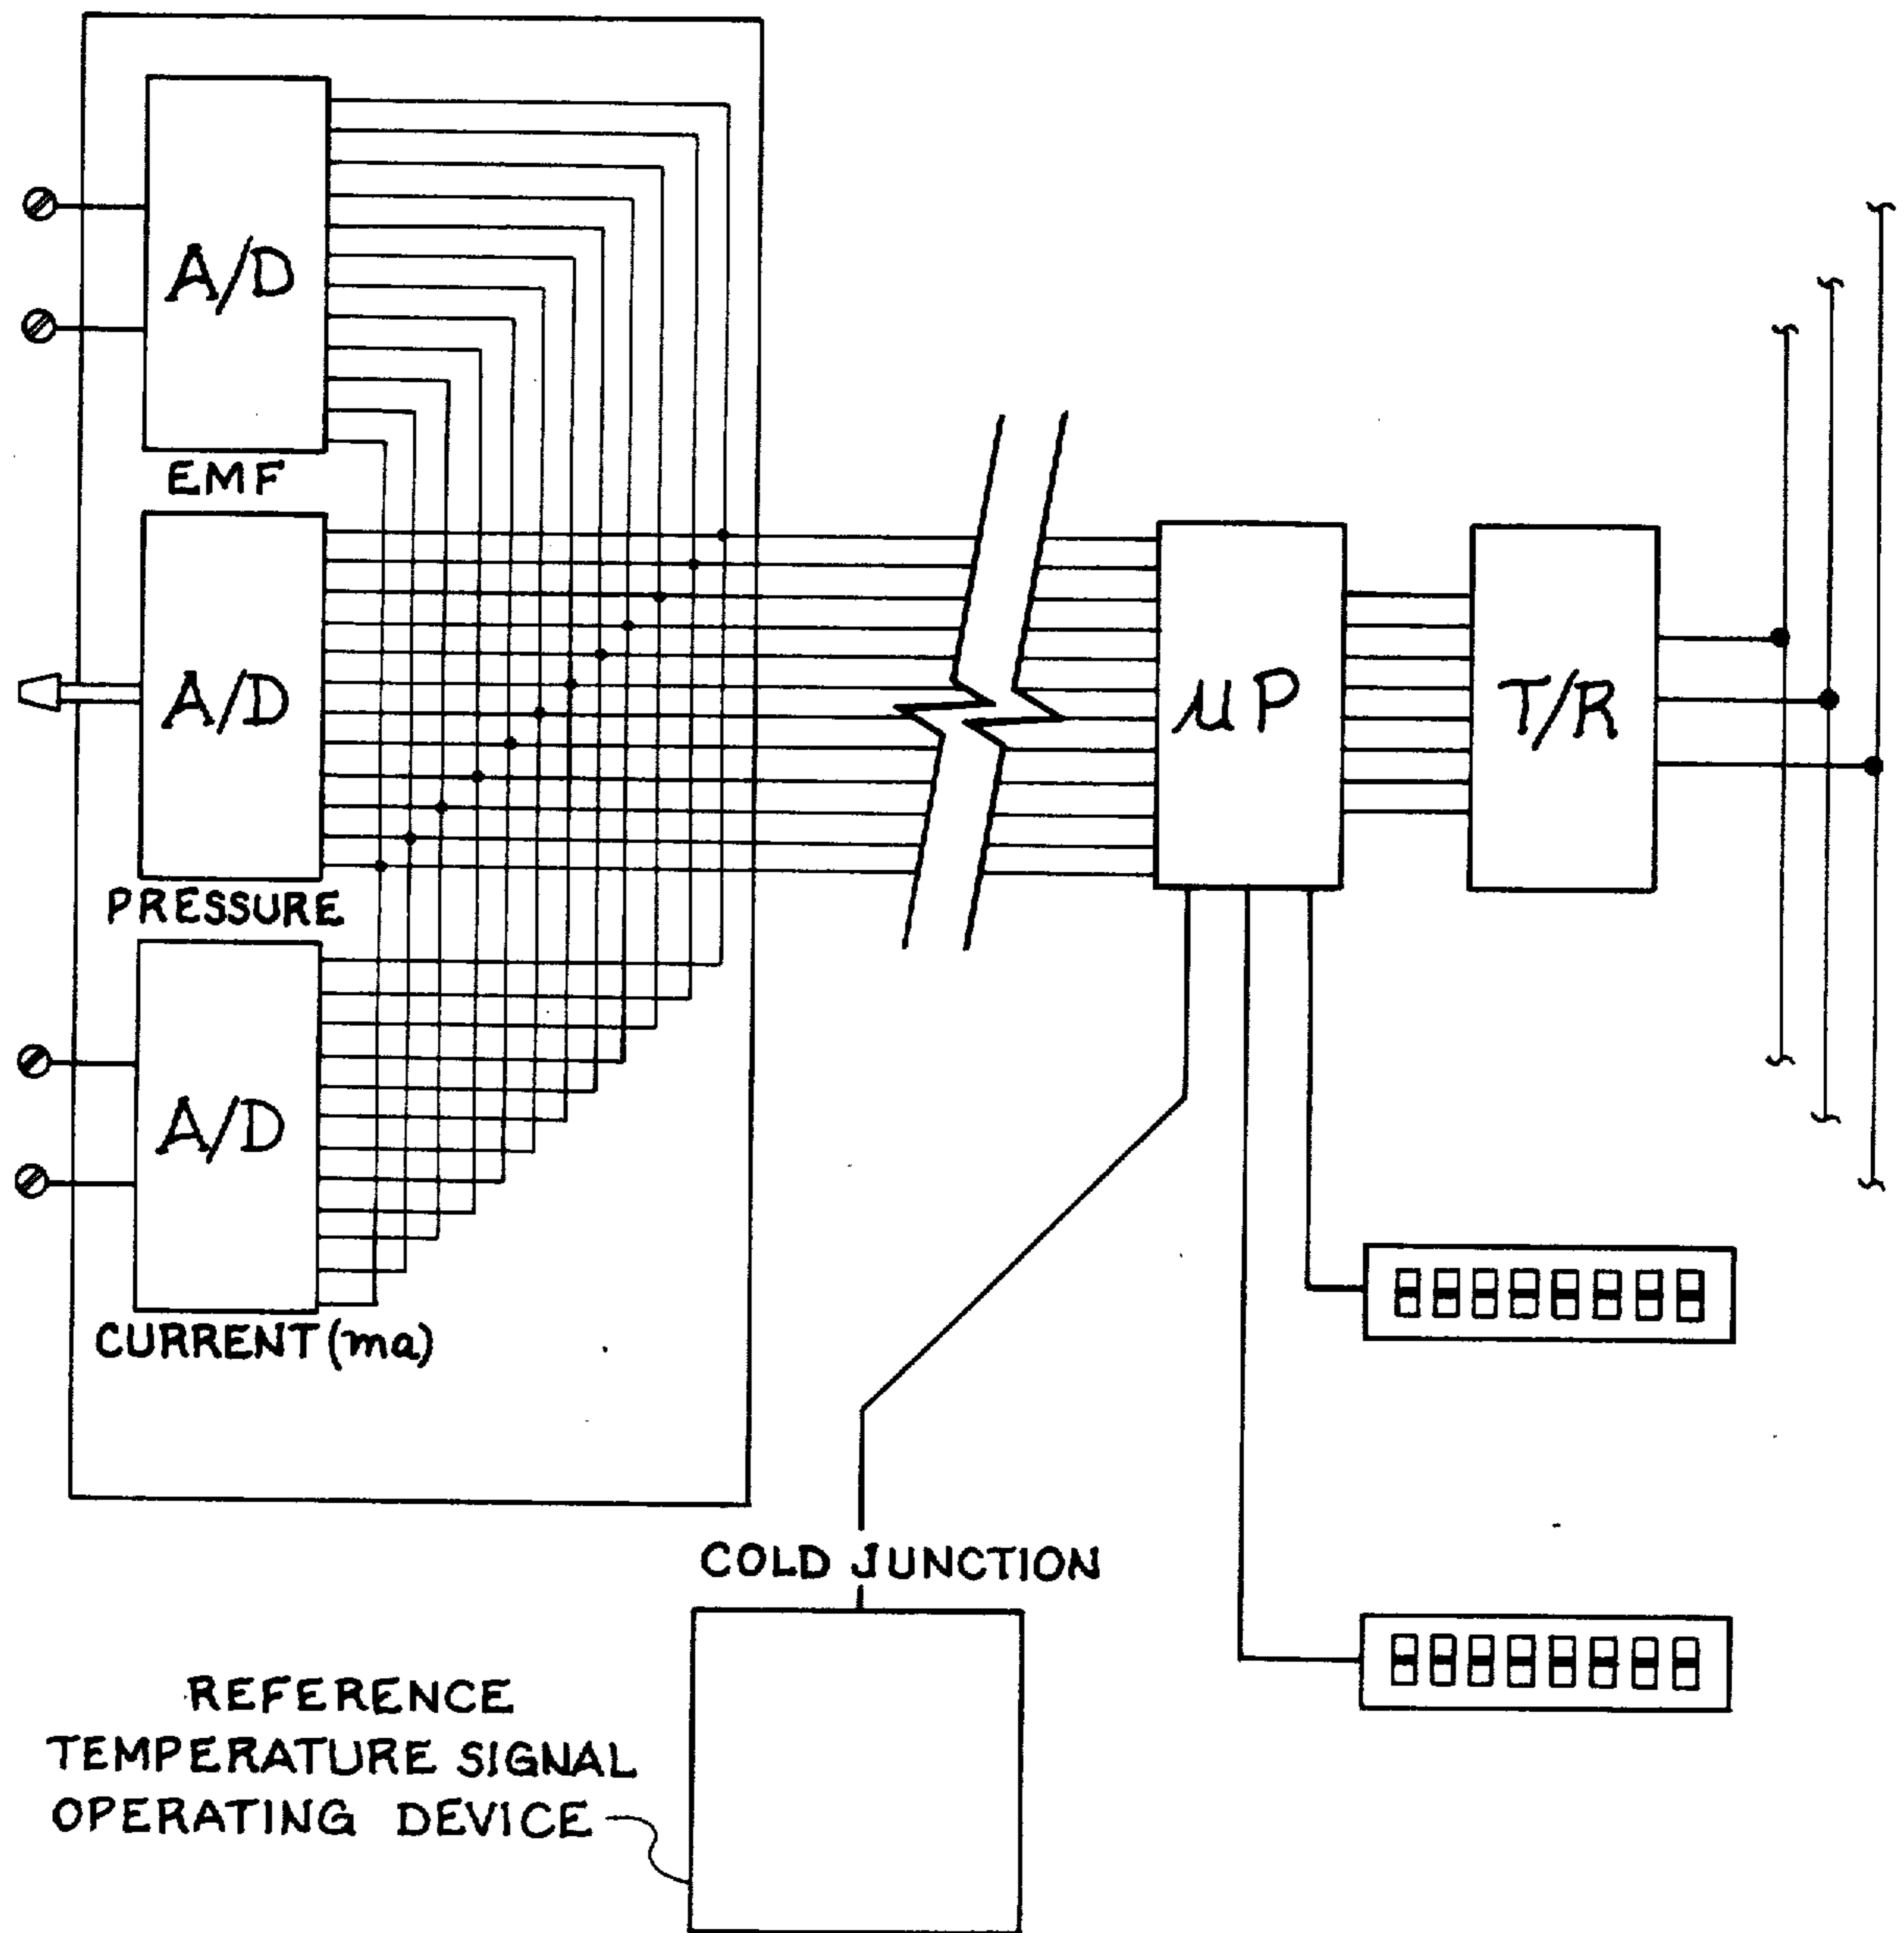 A/D
EMF
A/D
PRESSURE
A/D
CURRENT (ma)
μP
T/R
COLD JUNCTION
REFERENCE
TEMPERATURE SIGNAL
OPERATING DEVICE